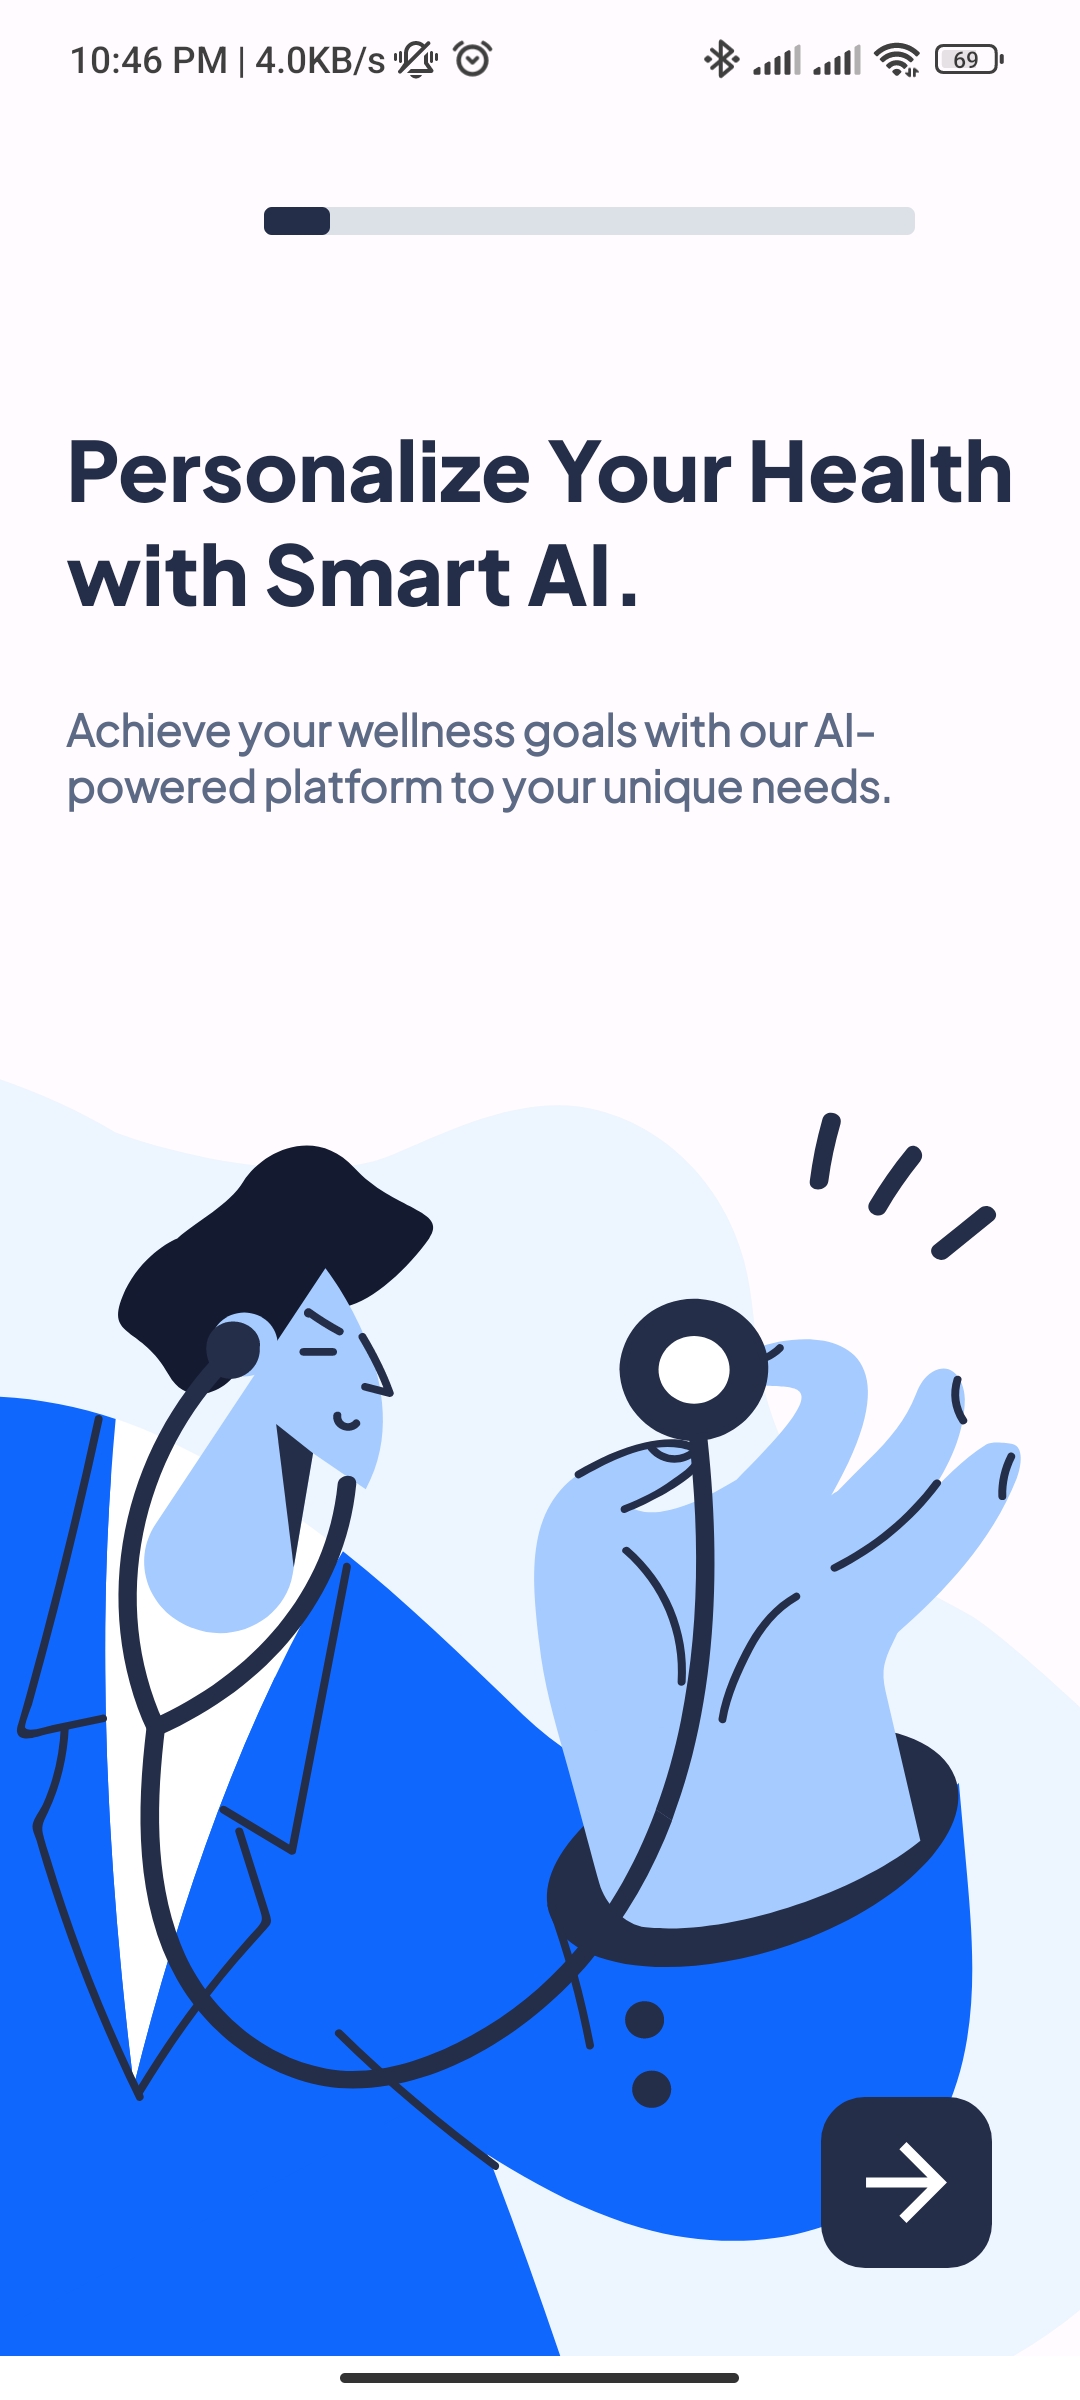 10:46 PM | 4.0KB/s 69
Personalize Your Health
with Smart AI.
Achieve your wellness goals with our AI-
powered platform to your unique needs.